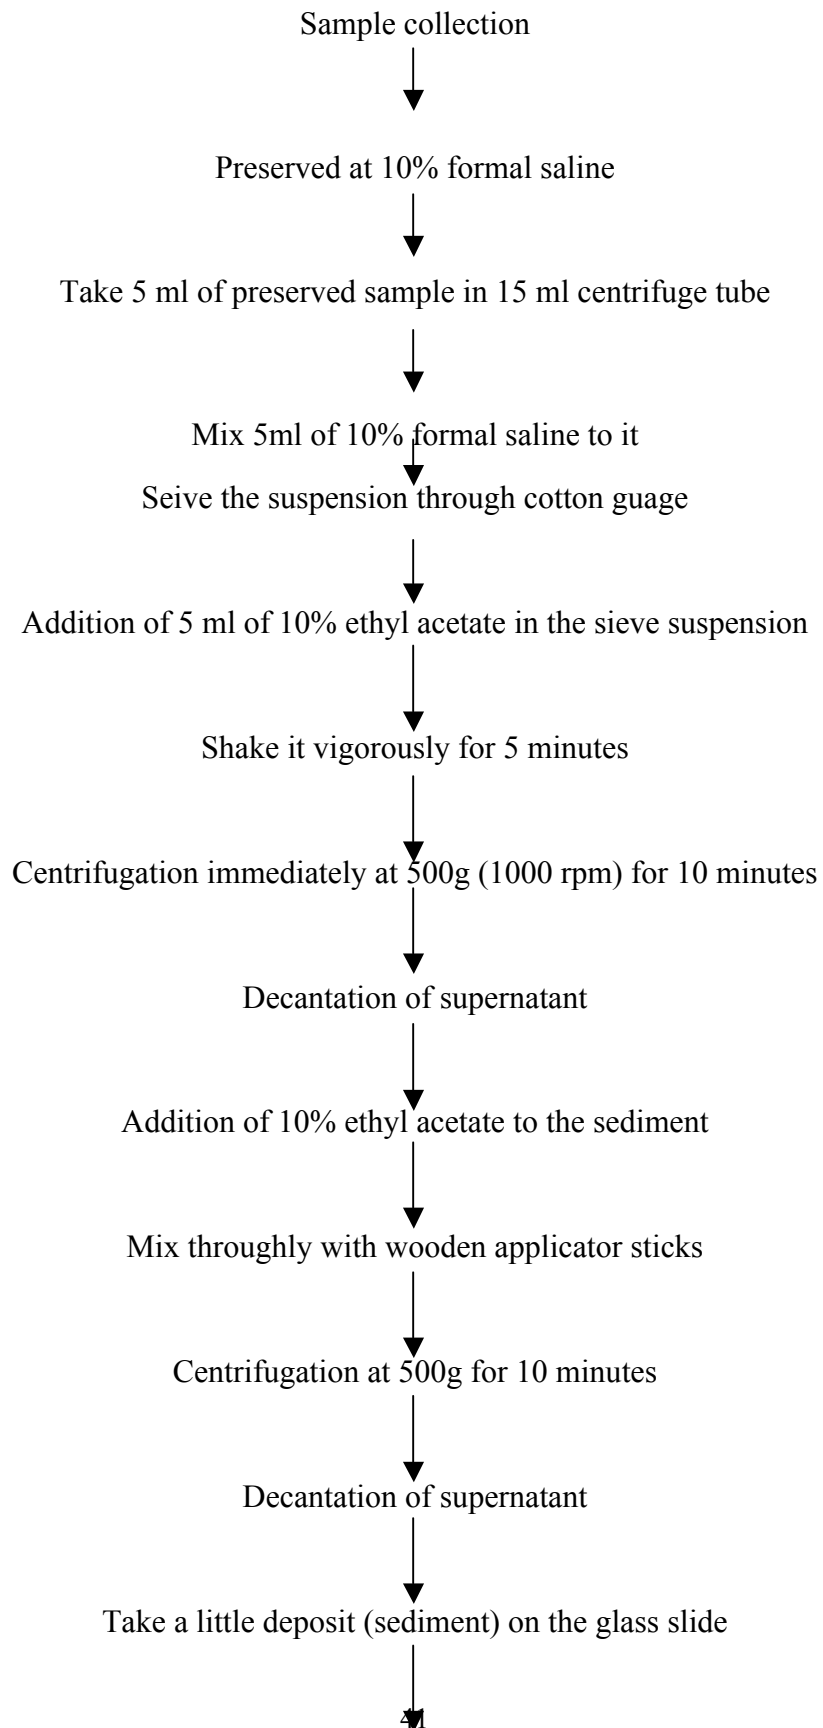 Sample collection
Preserved at 10% formal saline
Take 5 ml of preserved sample in 15 ml centrifuge tube
Mix 5ml of 10% formal saline to it
Seive the suspension through cotton guage
Addition of 5 ml of 10% ethyl acetate in the sieve suspension
Shake it vigorously for 5 minutes
Centrifugation immediately at 500g (1000 rpm) for 10 minutes
Decantation of supernatant
Addition of 10% ethyl acetate to the sediment
Mix throughly with wooden applicator sticks
Centrifugation at 500g for 10 minutes
Decantation of supernatant
Take a little deposit (sediment) on the glass slide